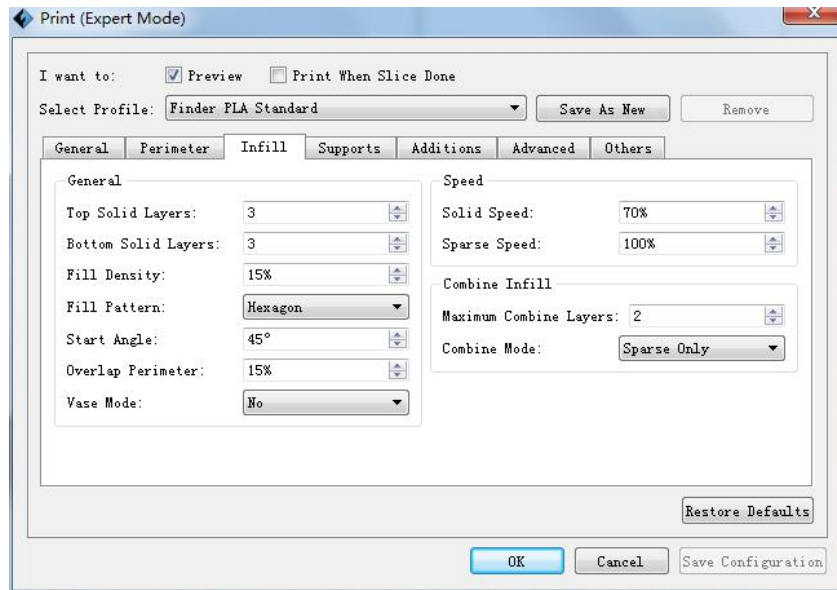 Print (Expert Mode)
I want to: Preview Print When Slice Done
Select Profile: Finder PLA Standard Save As New Remove
General Perimeter Infill Supports Additions Advanced Others
General
Top Solid Layers: 3
Bottom Solid Layers: 3
Fill Density: 15%
Fill Pattern: Hexagon
Start Angle: 45°
Overlap Perimeter: 15%
Vase Mode: No
Speed
Solid Speed: 70%
Sparse Speed: 100%
Combine Infill
Maximum Combine Layers: 2
Combine Mode: Sparse Only
Restore Defaults
OK Cancel Save Configuration